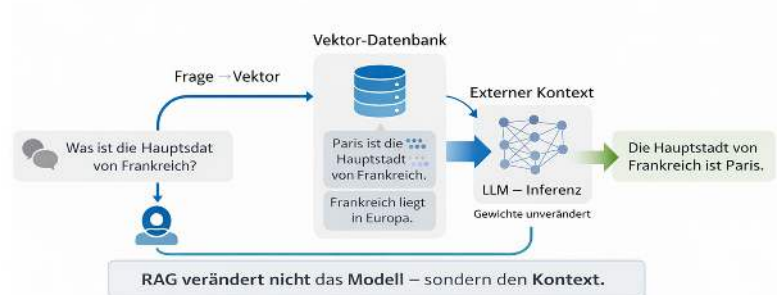 Vektor-Datenbank
Frage → Vektor
Externer Kontext
Was ist die Hauptsdat
von Frankreich?
Paris ist die
Hauptstadt
von Frankreich.
Frankreich liegt
in Europa.
LLM – Inferenz
Gewichte unverändert
Die Hauptstadt von
Frankreich ist Paris.
RAG verändert nicht das Modell – sondern den Kontext.